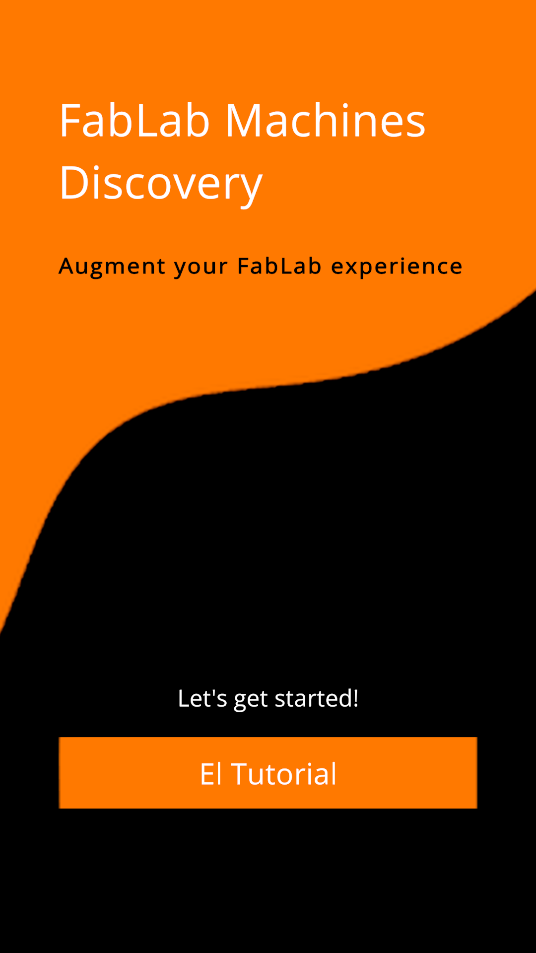 FabLab Machines
Discovery
Augment your FabLab experience
Let's get started!
El Tutorial